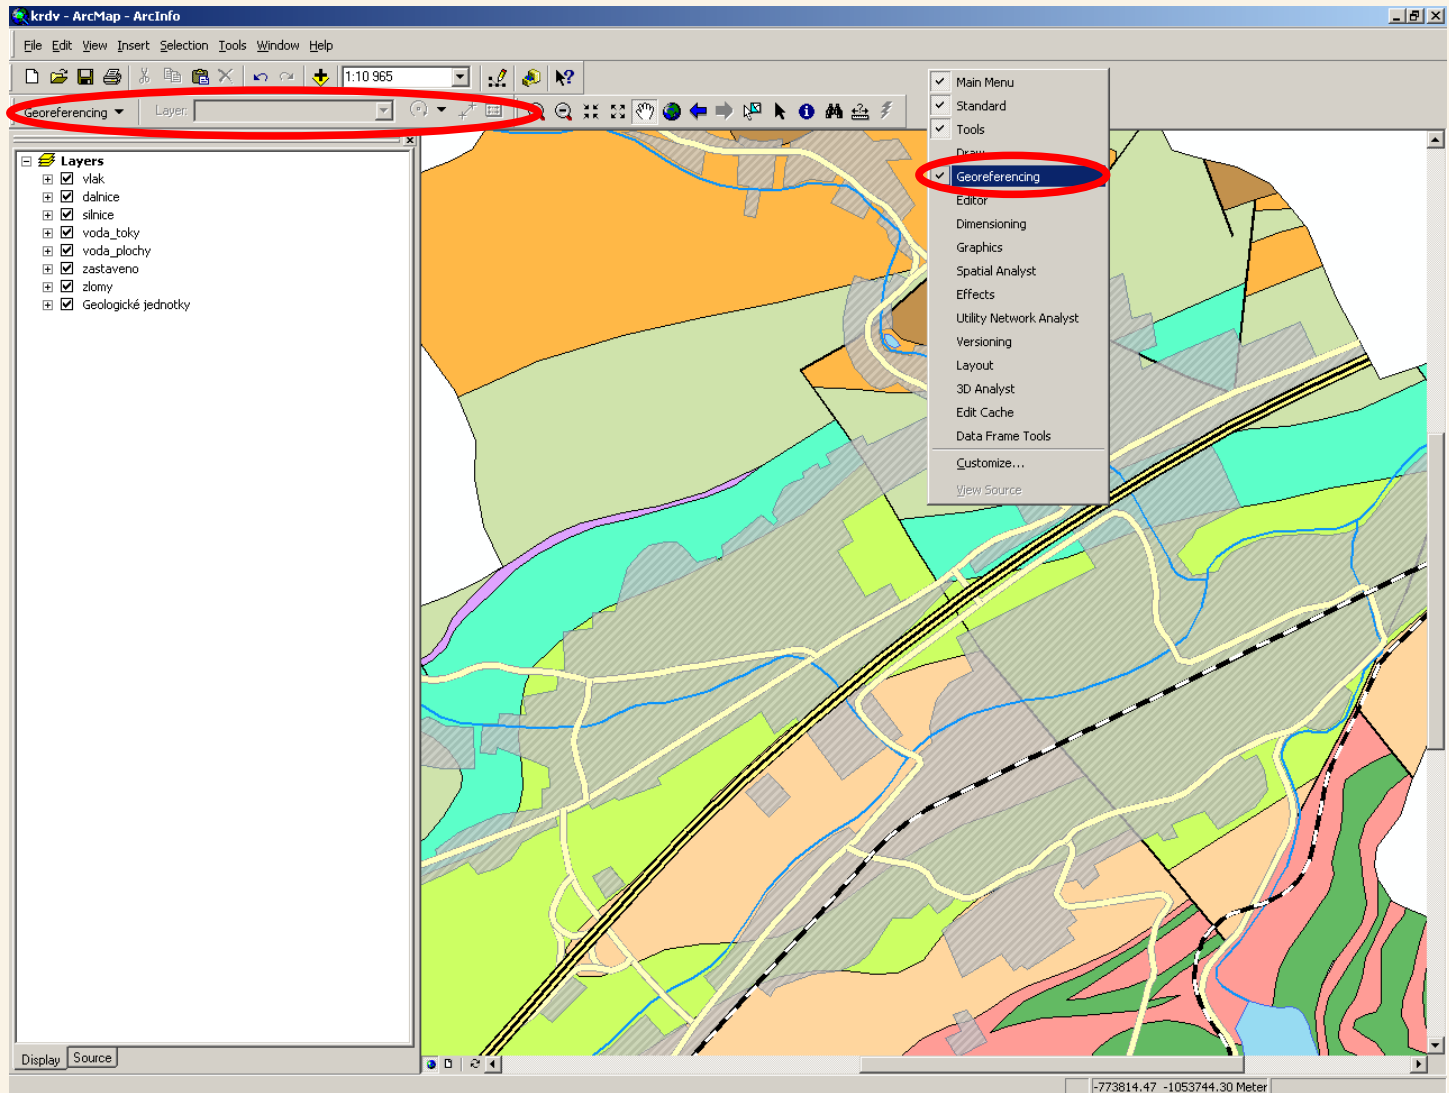 krdv - ArcMap - ArcInfo
File Edit View Insert Selection Tools Window Help
1:10 965
Georeferencing
Layer:
Layers
vlak
dalnice
silnice
voda_toky
voda_plochy
zastaveno
zlomy
Geologické jednotky
Main Menu
Standard
Tools
Draw
Georeferencing
Editor
Dimensioning
Graphics
Spatial Analyst
Effects
Utility Network Analyst
Versioning
Layout
3D Analyst
Edit Cache
Data Frame Tools
Customize...
View Source
Display Source
-773814.47 -1053744.30 Meter